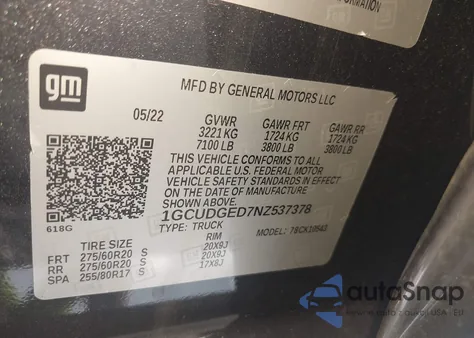 FORMATION
gm
MFD BY GENERAL MOTORS LLC
05/22 GVWR GAWR FRT GAWR RR
3221 KG 1724 KG 1724 KG
7100 LB 3800 LB 3800 LB
THIS VEHICLE CONFORMS TO ALL
APPLICABLE U.S. FEDERAL MOTOR
VEHICLE SAFETY STANDARDS IN EFFECT
ON THE DATE OF MANUFACTURE
SHOWN ABOVE.
1GCUDGED7NZ537378
618G
TYPE: TRUCK MODEL:
TIRE SIZE RIM
FRT 275/60R20 S 20X9J
RR 275/60R20 S 20X9J
SPA 255/80R17 S 17X8J
autoSnap